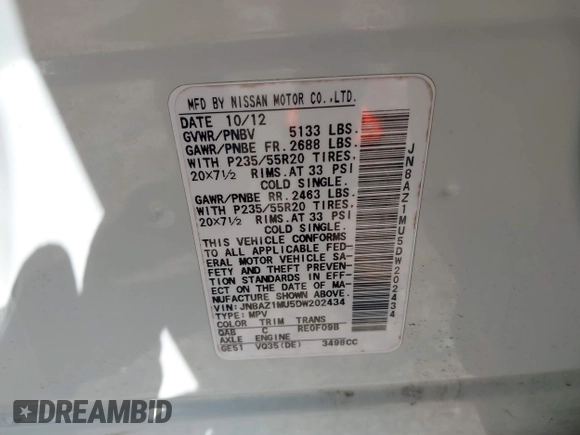 MFD BY NISSAN MOTOR CO.,LTD.
DATE 10/12
GVWR/PNBV 5133 LBS.
GAWR/PNBE FR. 2688 LBS.
WITH P235/55R20 TIRES.
20×7½ RIMS.AT 33 PSI
COLD SINGLE.
GAWR/PNBE RR. 2463 LBS.
WITH P235/55R20 TIRES.
20×7½ RIMS.AT 33 PSI
COLD SINGLE.
THIS VEHICLE CONFORMS
TO ALL APPLICABLE FED-
ERAL MOTOR VEHICLE SA-
FETY AND THEFT PREVEN-
TION STANDARDS IN EFF-
ECT ON THE DATE OF MA-
NUFACTURE SHOWN ABOVE.
VIN: JN8AZ1MU5DW202434
TYPE: MPV
COLOR TRIM TRANS
QAB C RE0F09B
AXLE ENGINE
GE51 VQ35(DE) 3498CC
JN8AZ1MU5DW202434
DREAMBID